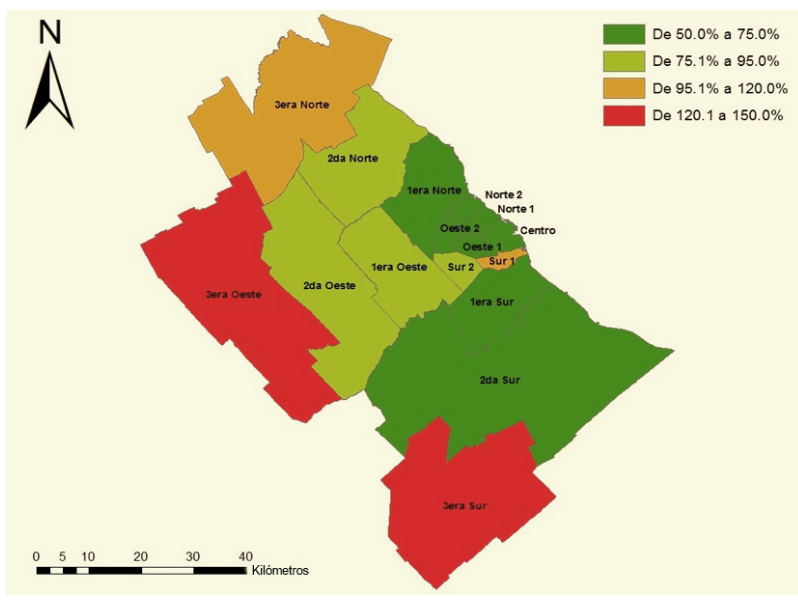 N
De 50.0% a 75.0%
De 75.1% a 95.0%
De 95.1% a 120.0%
De 120.1 a 150.0%
3era Norte
2da Norte
1era Norte
Norte 2
Norte 1
Oeste 2
Centro
Oeste 1
Sur 1
1era Oeste
Sur 2
2da Oeste
3era Oeste
1era Sur
2da Sur
3era Sur
0 5 10 20 30 40
Kilómetros